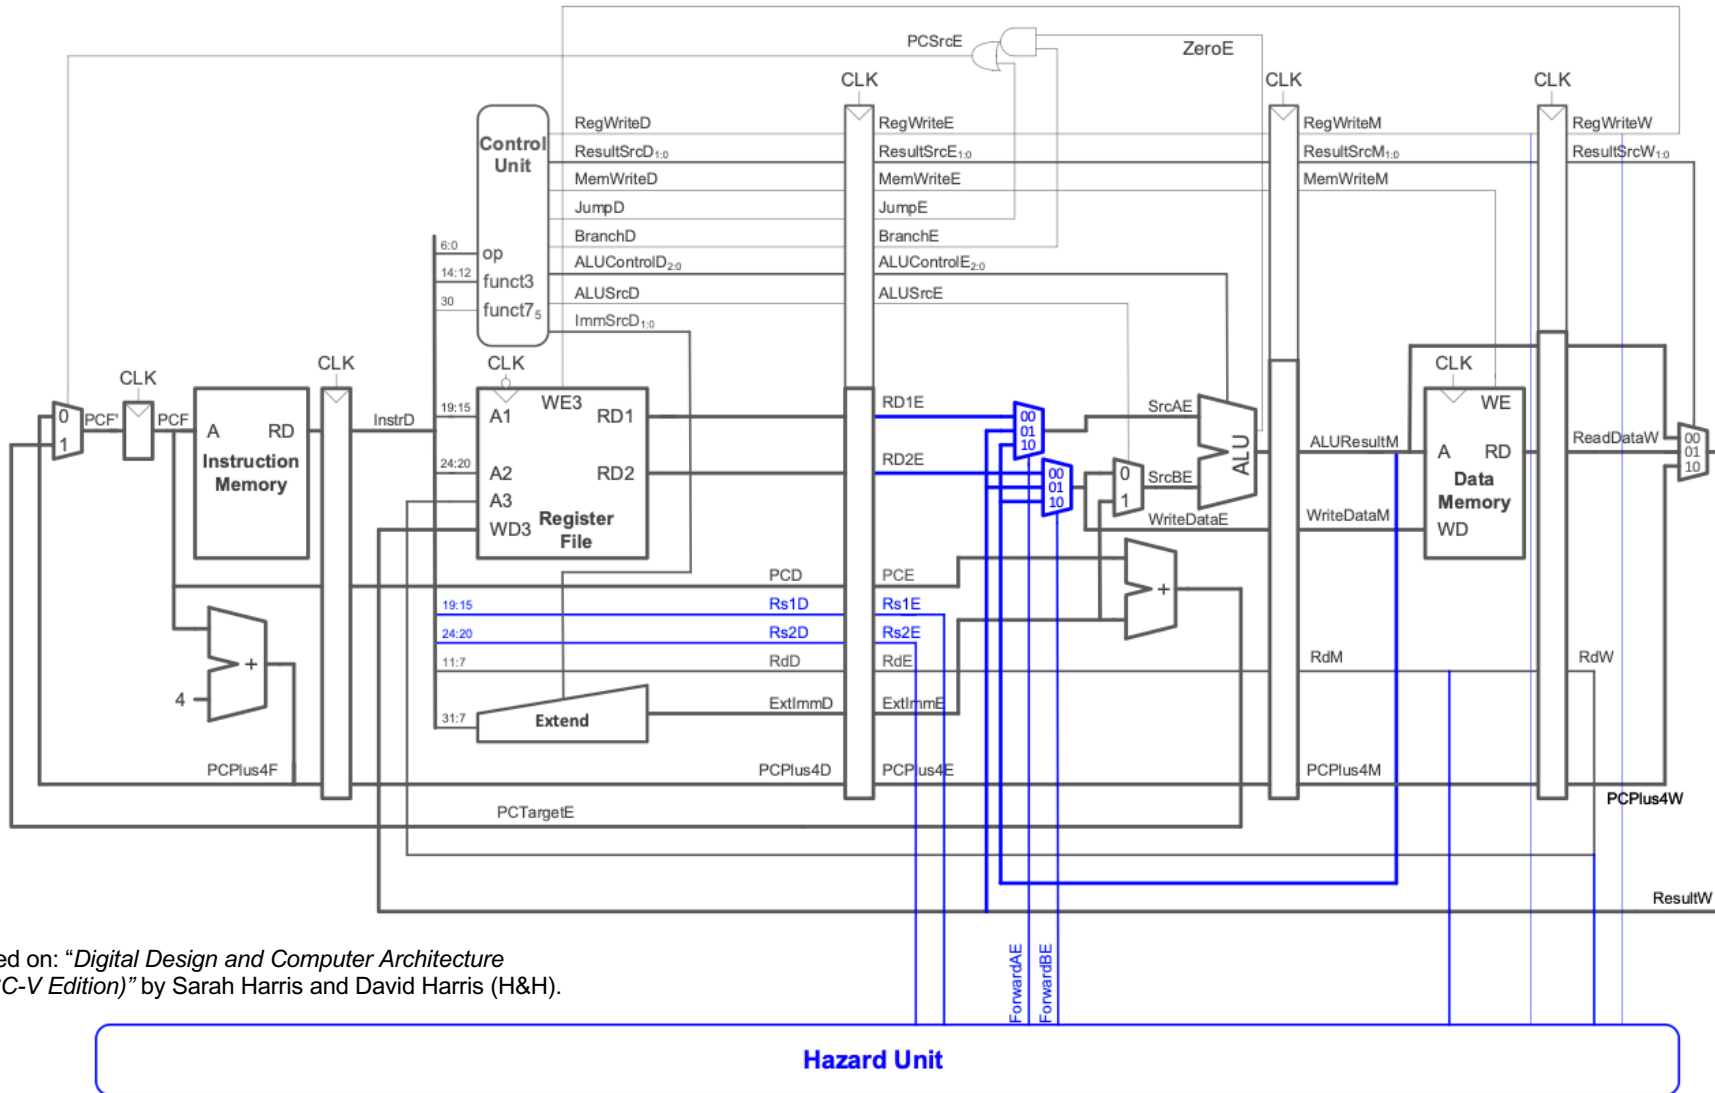 PCSrcE
ZeroE
CLK
CLK
CLK
Control
Unit
RegWriteD
RegWriteE
RegWriteM
RegWriteW
ResultSrcD1:0
ResultSrcE1:0
ResultSrcM1:0
ResultSrcW1:0
MemWriteD
MemWriteE
MemWriteM
JumpD
JumpE
BranchD
BranchE
6:0
op
ALUControlD2:0
ALUControlE2:0
14:12
funct3
ALUSrcD
ALUSrcE
30
funct75
ImmSrcD1:0
CLK
CLK
CLK
CLK
0
1
PCF'
PCF
A
RD
Instruction
Memory
InstrD
19:15
A1
WE3
RD1
RD1E
00
01
10
SrcAE
ALU
ALUResultM
WE
ReadDataW
00
01
10
24:20
A2
RD2
RD2E
00
01
10
0
1
SrcBE
A
RD
Data
Memory
A3
WD3
Register
File
WriteDataE
WriteDataM
WD
PCD
PCE
+
19:15
Rs1D
Rs1E
24:20
Rs2D
Rs2E
11:7
RdD
RdE
RdM
RdW
+
4
31:7
Extend
ExtImmD
ExtImmE
PCPlus4F
PCPlus4D
PCPlus4E
PCPlus4M
PCPlus4W
PCTargetE
ResultW
ForwardAE
ForwardBE
ed on: “Digital Design and Computer Architecture
C-V Edition)” by Sarah Harris and David Harris (H&H).
Hazard Unit